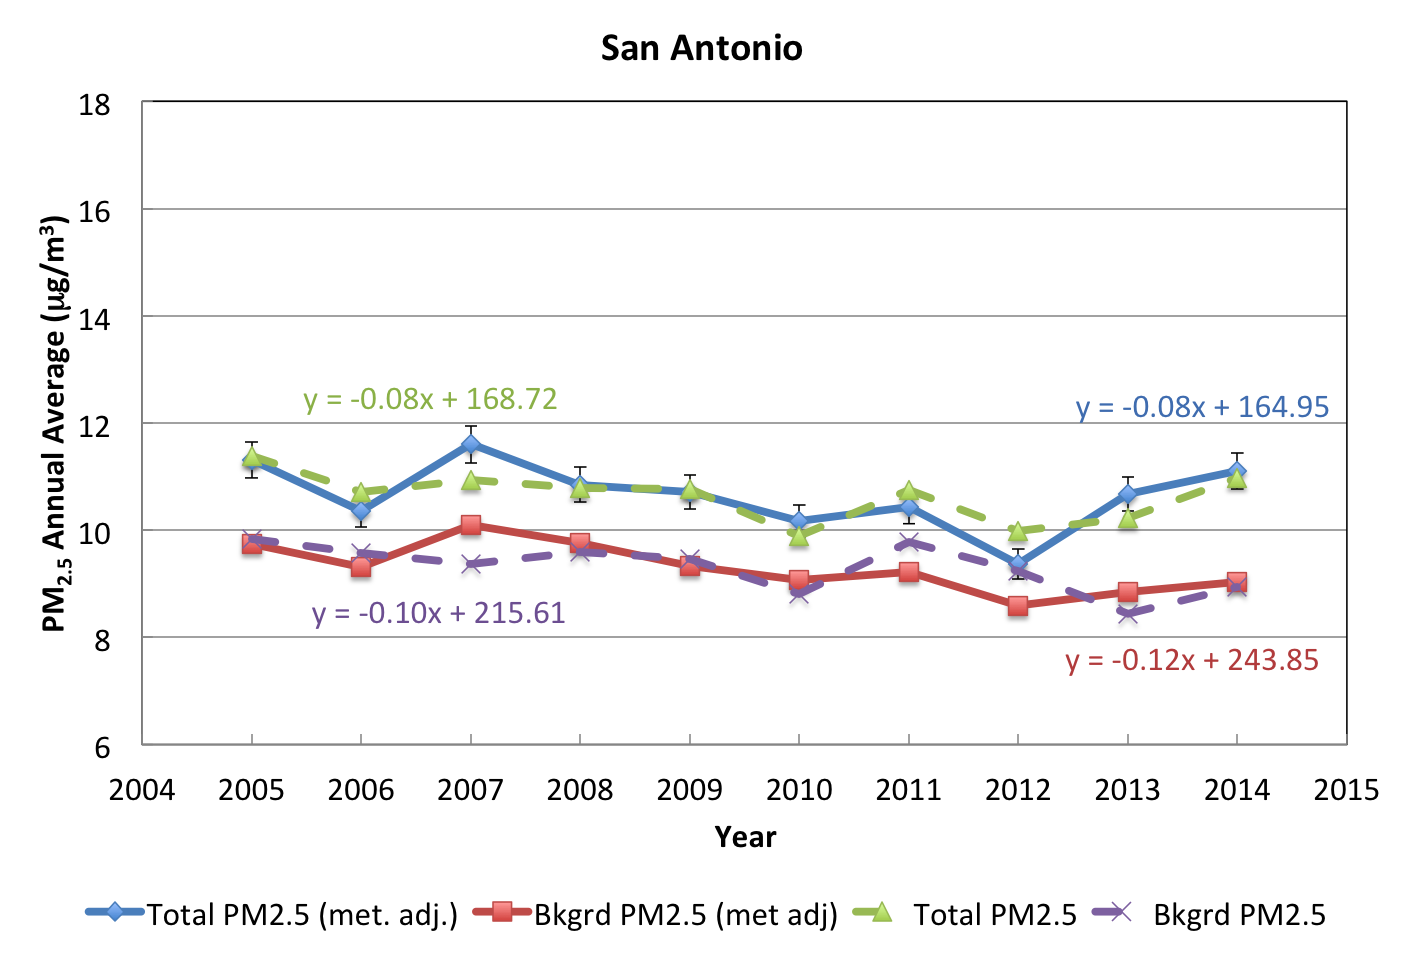 San Antonio
PM2.5 Annual Average (µg/m³)
18
16
14
12
10
8
6
y = -0.08x + 168.72
y = -0.08x + 164.95
y = -0.10x + 215.61
y = -0.12x + 243.85
2004 2005 2006 2007 2008 2009 2010 2011 2012 2013 2014 2015
Year
Total PM2.5 (met. adj.) Bkgrd PM2.5 (met adj) Total PM2.5 Bkgrd PM2.5